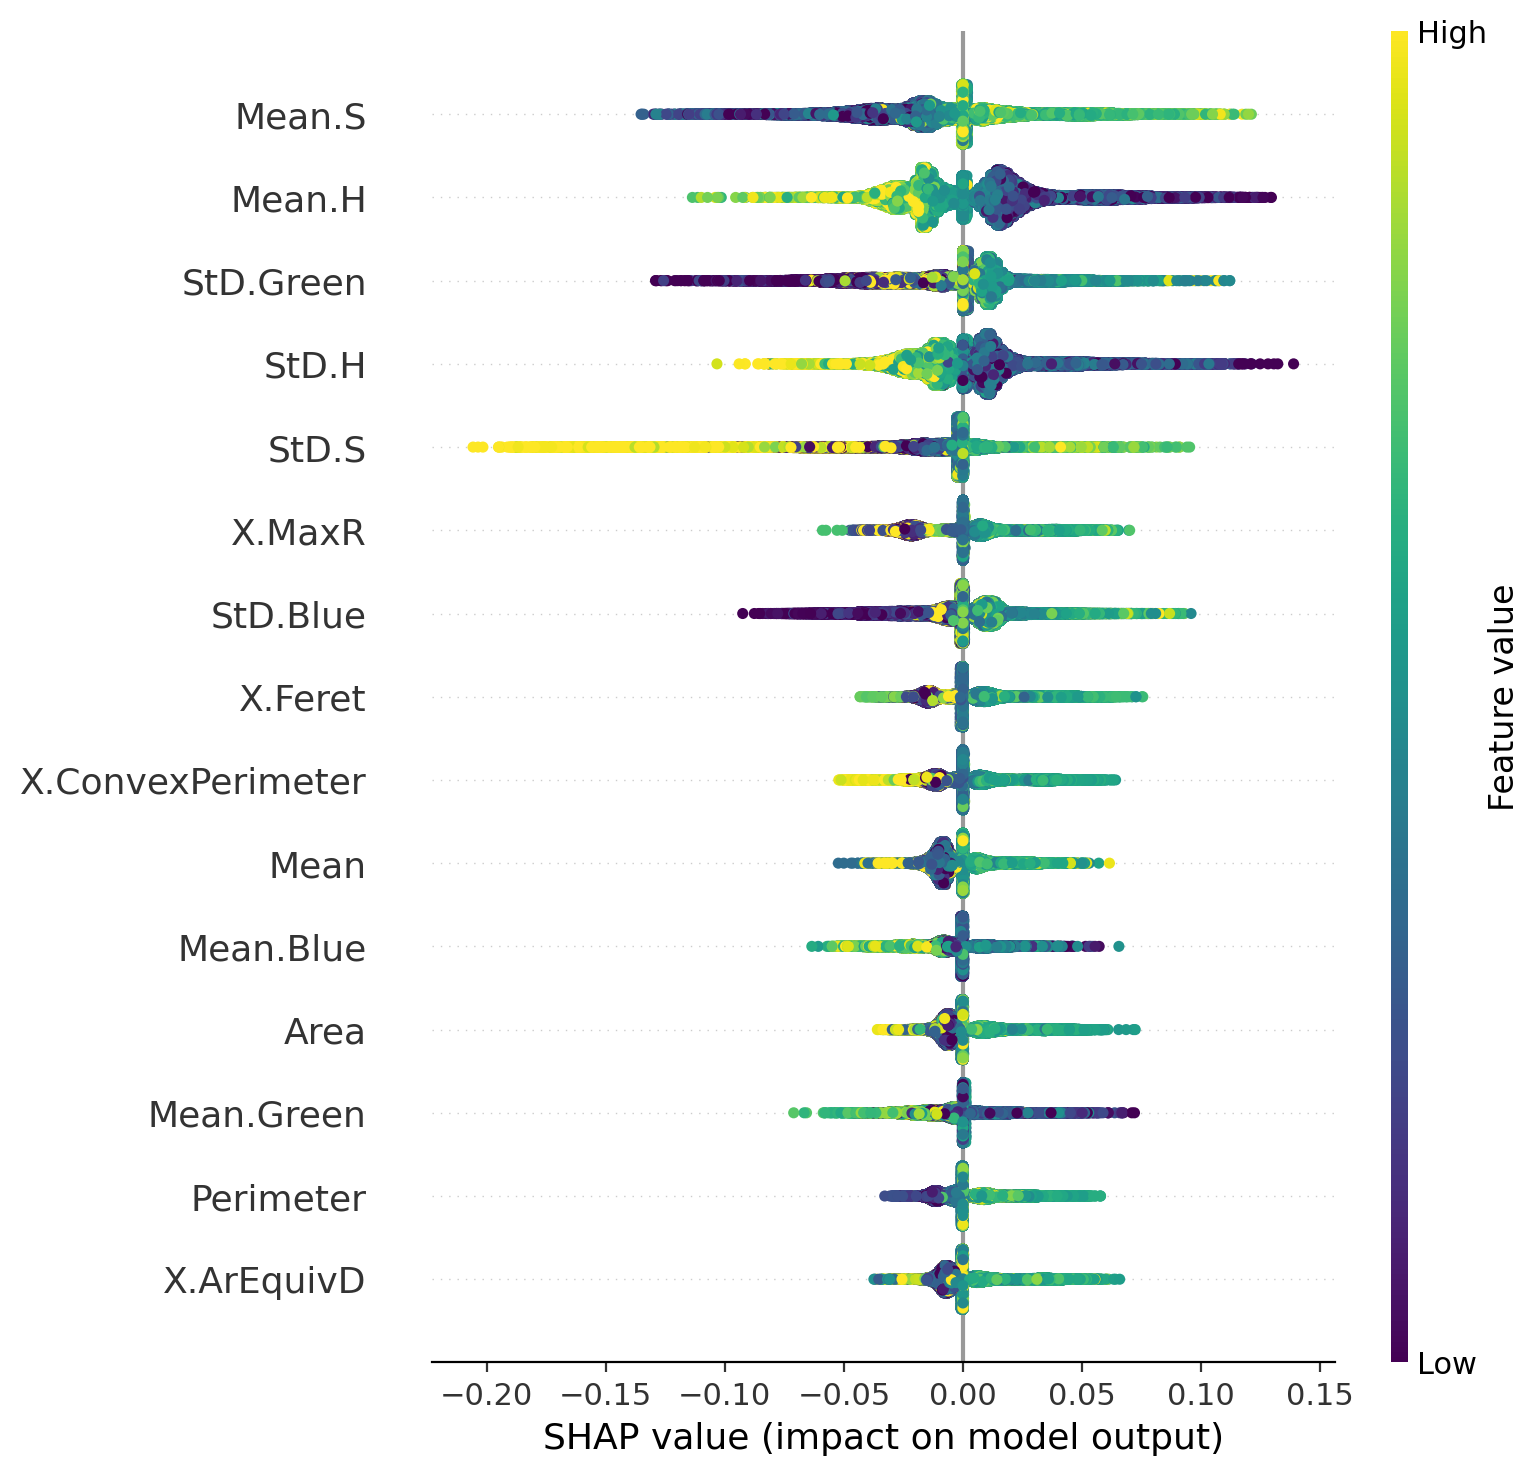 High
Mean.S
Mean.H
StD.Green
StD.H
StD.S
X.MaxR
StD.Blue
X.Feret
X.ConvexPerimeter
Mean
Mean.Blue
Area
Mean.Green
Perimeter
X.ArEquivD
Feature value
Low
−0.20 −0.15 −0.10 −0.05 0.00 0.05 0.10 0.15
SHAP value (impact on model output)